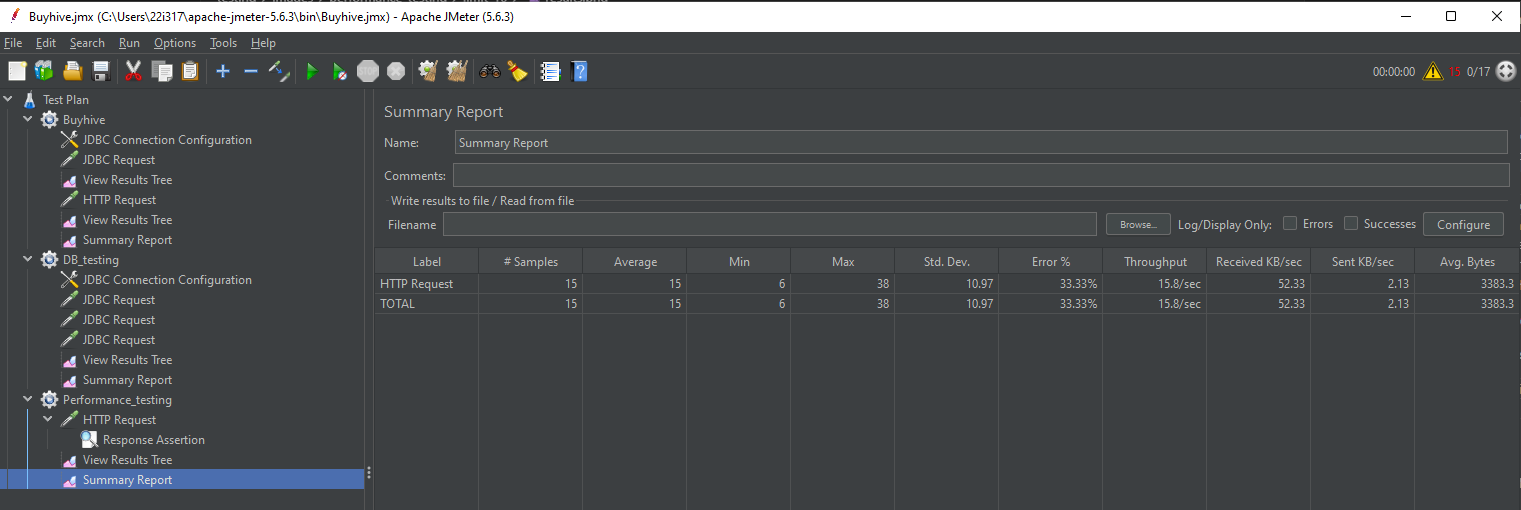 Buyhive.jmx (C:\Users\22i317\apache-jmeter-5.6.3\bin\Buyhive.jmx) - Apache JMeter (5.6.3)
File Edit Search Run Options Tools Help
00:00:00 15 0/17
Test Plan
Buyhive
JDBC Connection Configuration
JDBC Request
View Results Tree
HTTP Request
View Results Tree
Summary Report
DB_testing
JDBC Connection Configuration
JDBC Request
JDBC Request
JDBC Request
View Results Tree
Summary Report
Performance_testing
HTTP Request
Response Assertion
View Results Tree
Summary Report
Summary Report
Name: Summary Report
Comments:
Write results to file / Read from file
Filename Browse... Log/Display Only: Errors Successes Configure
Label # Samples Average Min Max Std. Dev. Error % Throughput Received KB/sec Sent KB/sec Avg. Bytes
HTTP Request 15 15 6 38 10.97 33.33% 15.8/sec 52.33 2.13 3383.3
TOTAL 15 15 6 38 10.97 33.33% 15.8/sec 52.33 2.13 3383.3